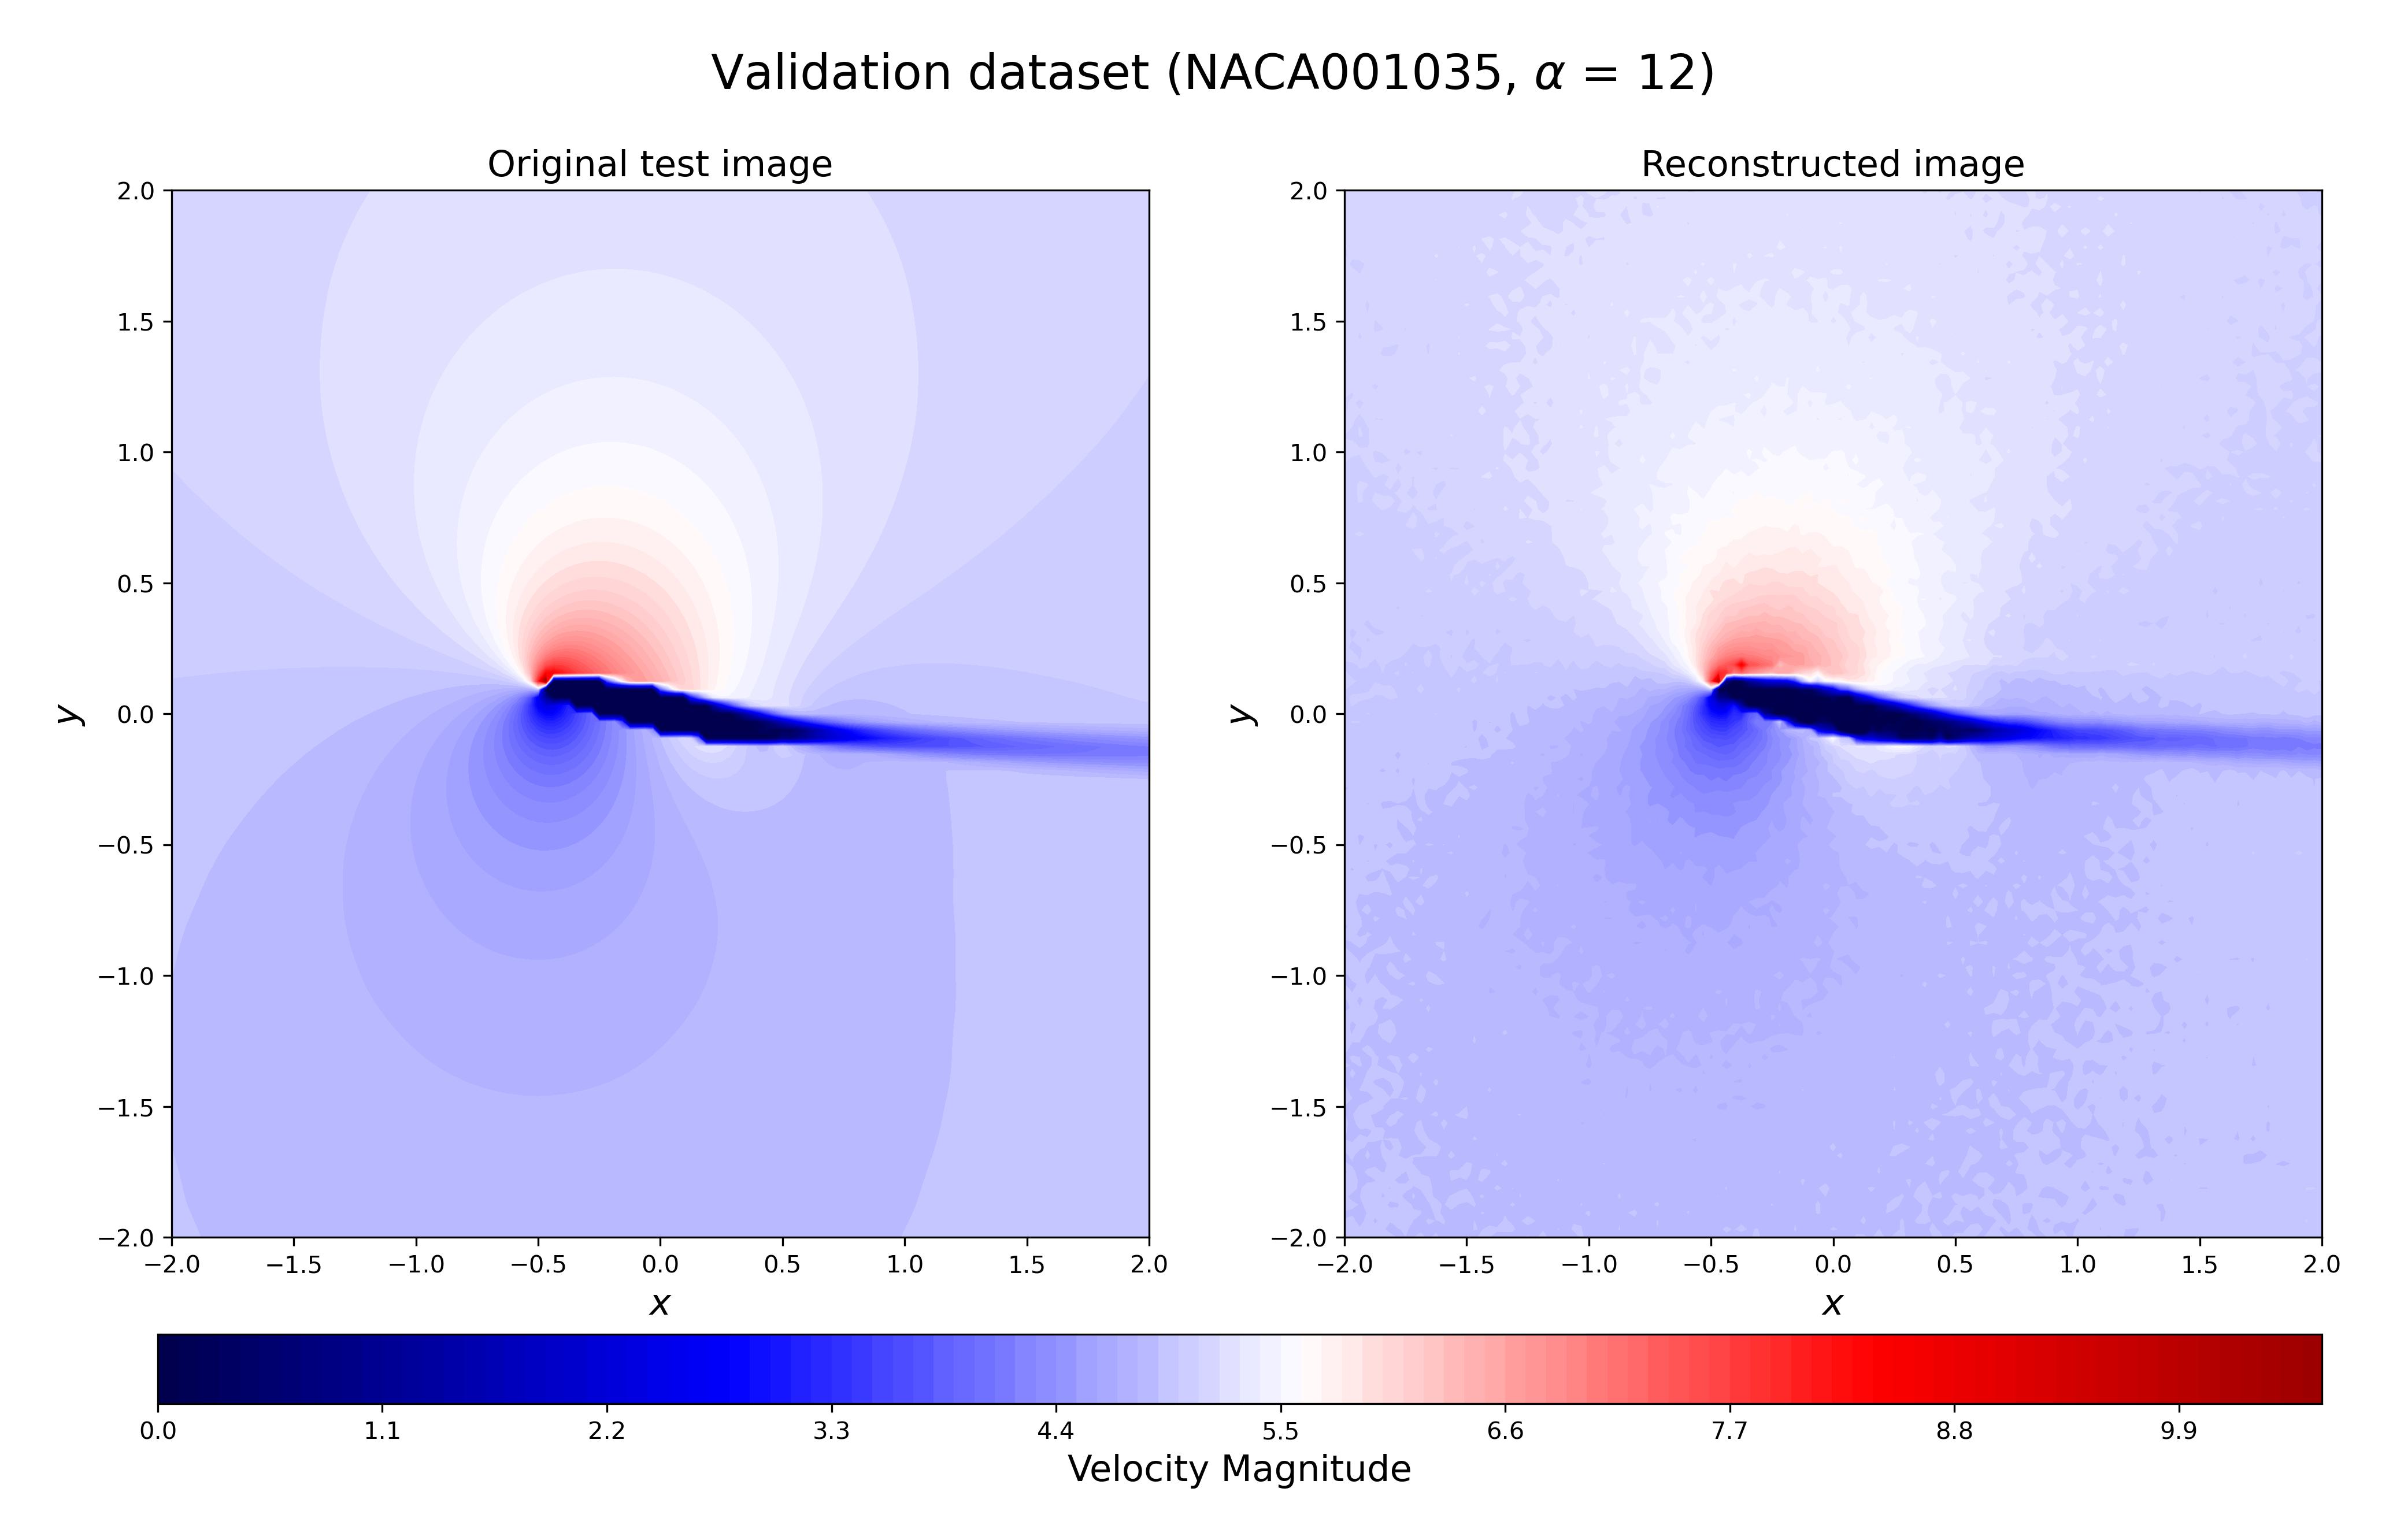 Validation dataset (NACA001035, α = 12)
Original test image
2.0
1.5
1.0
0.5
0.0
−0.5
−1.0
−1.5
−2.0
y
−2.0 −1.5 −1.0 −0.5 0.0 0.5 1.0 1.5 2.0
x
Reconstructed image
2.0
1.5
1.0
0.5
0.0
−0.5
−1.0
−1.5
−2.0
y
−2.0 −1.5 −1.0 −0.5 0.0 0.5 1.0 1.5 2.0
x
0.0 1.1 2.2 3.3 4.4 5.5 6.6 7.7 8.8 9.9
Velocity Magnitude